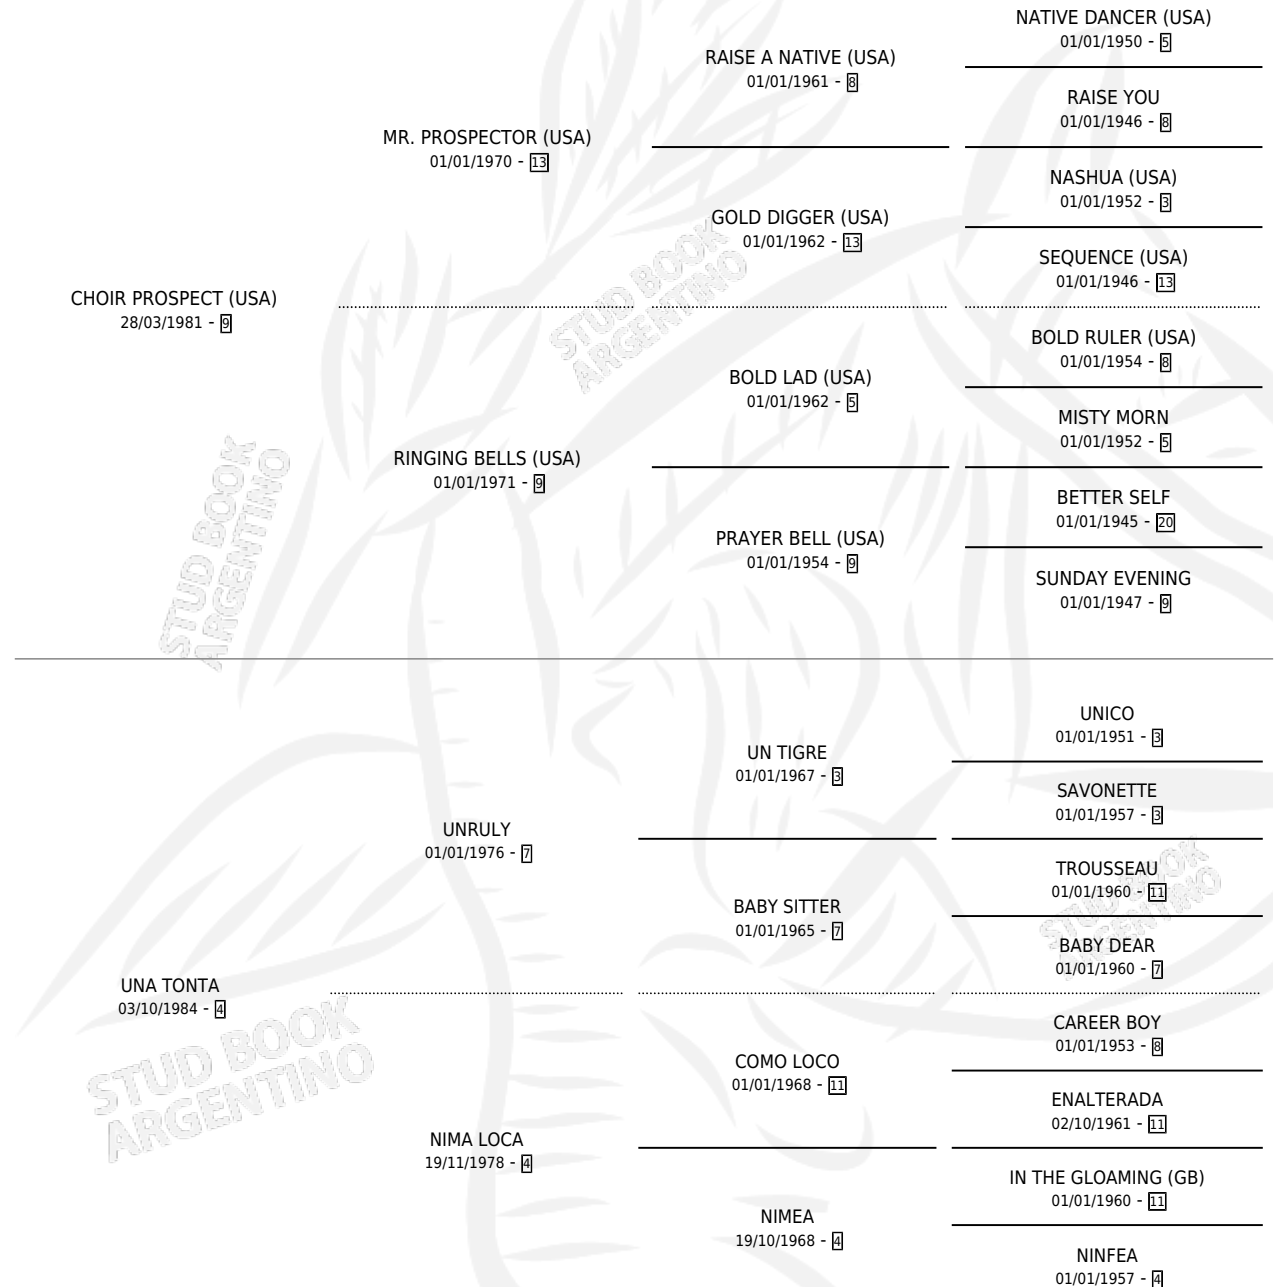 NATIVE DANCER (USA)
01/01/1950 - 5
RAISE A NATIVE (USA)
01/01/1961 - 8
RAISE YOU
01/01/1946 - 8
MR. PROSPECTOR (USA)
01/01/1970 - 13
NASHUA (USA)
01/01/1952 - 3
GOLD DIGGER (USA)
01/01/1962 - 13
SEQUENCE (USA)
01/01/1946 - 13
CHOIR PROSPECT (USA)
28/03/1981 - 9
STUD BOOK
ARGENTINO
BOLD RULER (USA)
01/01/1954 - 8
BOLD LAD (USA)
01/01/1962 - 5
MISTY MORN
01/01/1952 - 5
RINGING BELLS (USA)
01/01/1971 - 9
STUD BOOK
ARGENTINO
BETTER SELF
01/01/1945 - 20
PRAYER BELL (USA)
01/01/1954 - 9
SUNDAY EVENING
01/01/1947 - 9
UNICO
01/01/1951 - 3
UN TIGRE
01/01/1967 - 3
SAVONETTE
01/01/1957 - 3
UNRULY
01/01/1976 - 7
TROUSSEAU
01/01/1960 - 11
STUD BOOK
ARGENTINO
BABY SITTER
01/01/1965 - 7
BABY DEAR
01/01/1960 - 7
UNA TONTA
03/10/1984 - 4
STUD BOOK
ARGENTINO
CAREER BOY
01/01/1953 - 8
COMO LOCO
01/01/1968 - 11
ENALTERADA
02/10/1961 - 11
NIMA LOCA
19/11/1978 - 4
IN THE GLOAMING (GB)
01/01/1960 - 11
NIMEA
19/10/1968 - 4
NINFEA
01/01/1957 - 4